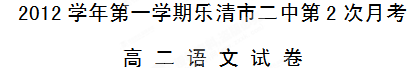 2012 学年第一学期乐清市二中第 2 次月考
高 二 语 文 试 卷